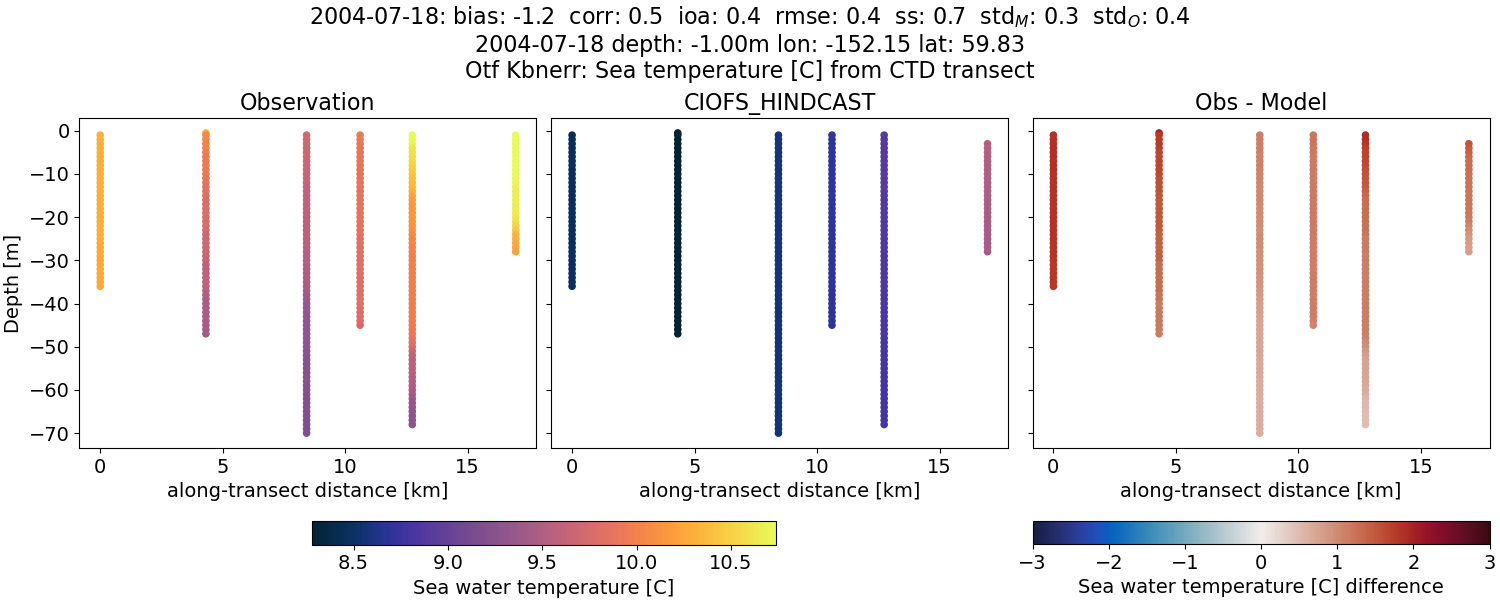 2004-07-18: bias: -1.2  corr: 0.5  ioa: 0.4  rmse: 0.4  ss: 0.7  std_M: 0.3  std_O: 0.4
2004-07-18 depth: -1.00m lon: -152.15 lat: 59.83
Otf Kbnerr: Sea temperature [C] from CTD transect
Observation
CIOFS_HINDCAST
Obs - Model
Depth [m]
0
−10
−20
−30
−40
−50
−60
−70
0 5 10 15
0 5 10 15
0 5 10 15
along-transect distance [km]
along-transect distance [km]
along-transect distance [km]
8.5 9.0 9.5 10.0 10.5
Sea water temperature [C]
−3 −2 −1 0 1 2 3
Sea water temperature [C] difference